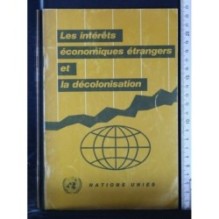 Les intérêts
économiques étrangers
et
la décolonisation
NATIONS UNIES